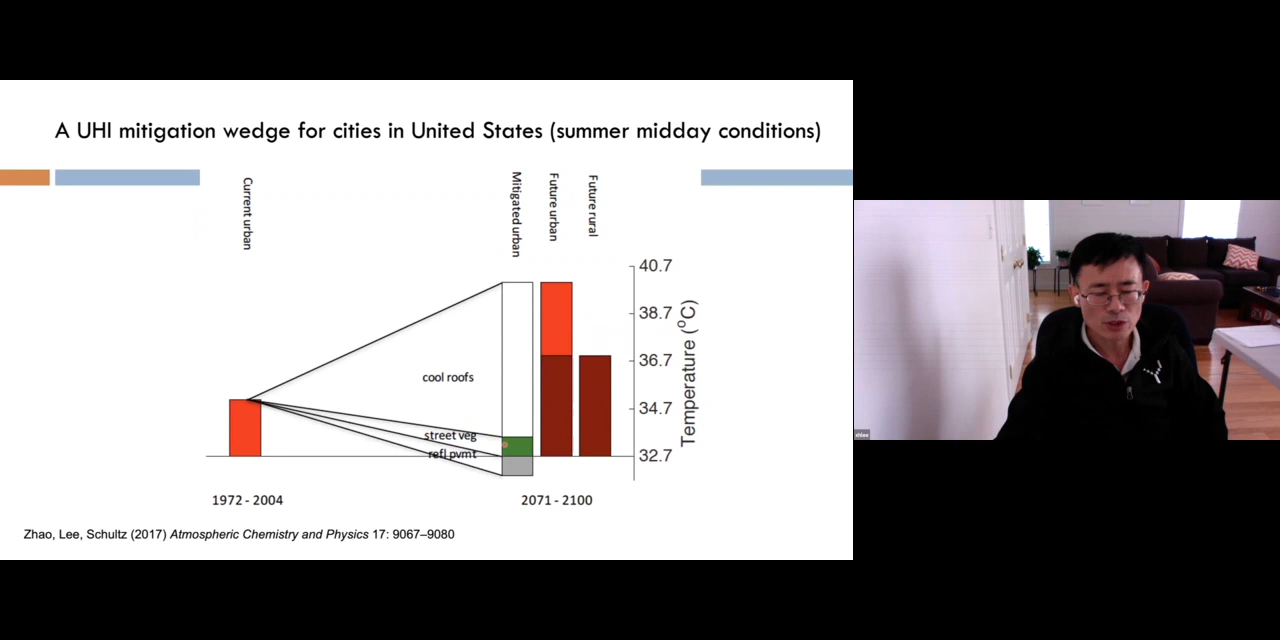 A UHI mitigation wedge for cities in United States (summer midday conditions)
Current urban
Mitigated urban
Future urban
Future rural
40.7
38.7
36.7
34.7
32.7
Temperature (°C)
cool roofs
street veg
refl pvmt
1972 - 2004
2071 - 2100
Zhao, Lee, Schultz (2017) Atmospheric Chemistry and Physics 17: 9067–9080